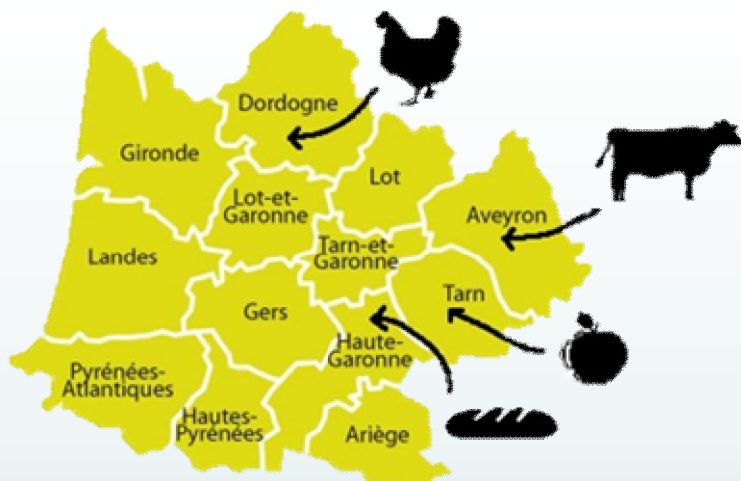 Dordogne
Gironde
Lot
Lot-et-
Garonne
Aveyron
Landes
Tarn-et-
Garonne
Tarn
Gers
Haute-
Garonne
Pyrénées-
Atlantiques
Hautes-
Pyrénées
Ariège